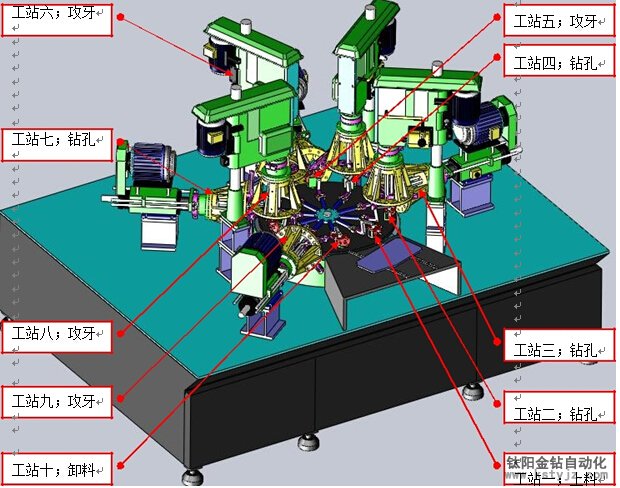 工站六；攻牙
工站七；钻孔
工站八；攻牙
工站九；攻牙
工站十；卸料
工站五；攻牙
工站四；钻孔
工站三；钻孔
工站二；钻孔
工站一；上料
钛阳金钻自动化